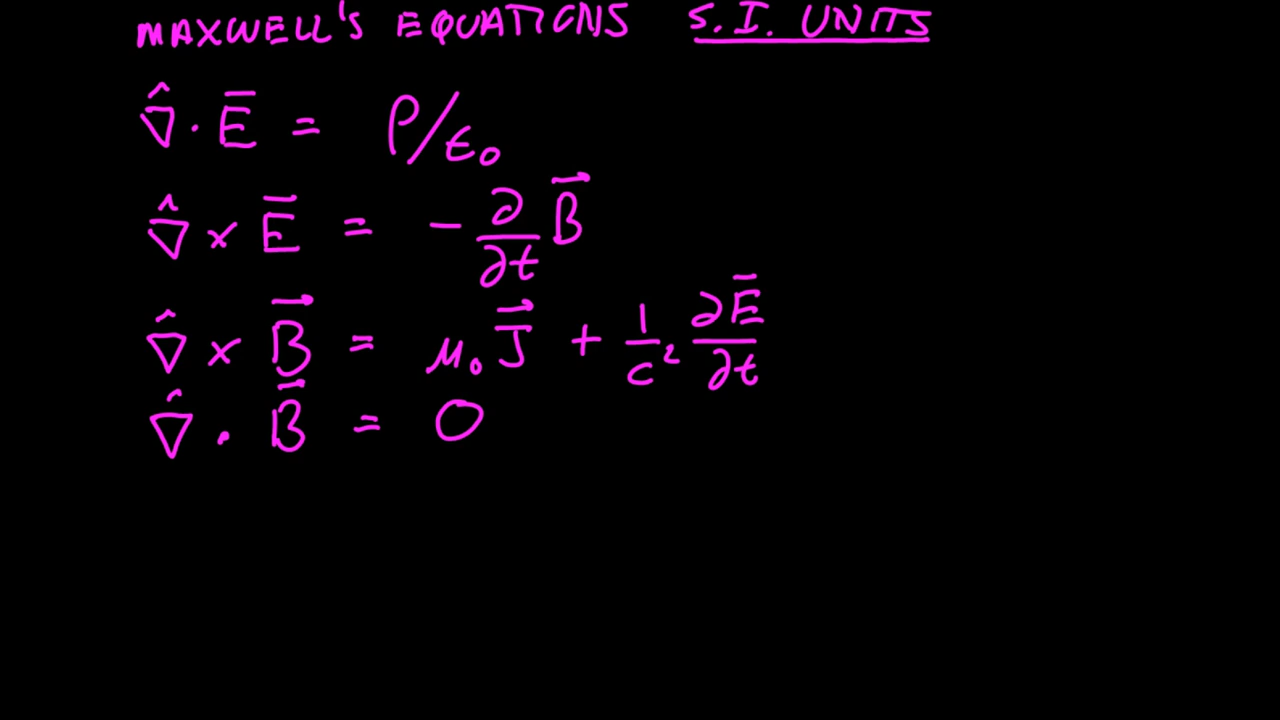 MAXWELL'S EQUATIONS S.I. UNITS
∇̂ · E̅ = ρ/ε₀
∇̂ × E̅ = - ∂/∂t B⃗
∇̂ × B⃗ = μ₀ J⃗ + 1/c² ∂E̅/∂t
∇̂ · B⃗ = 0